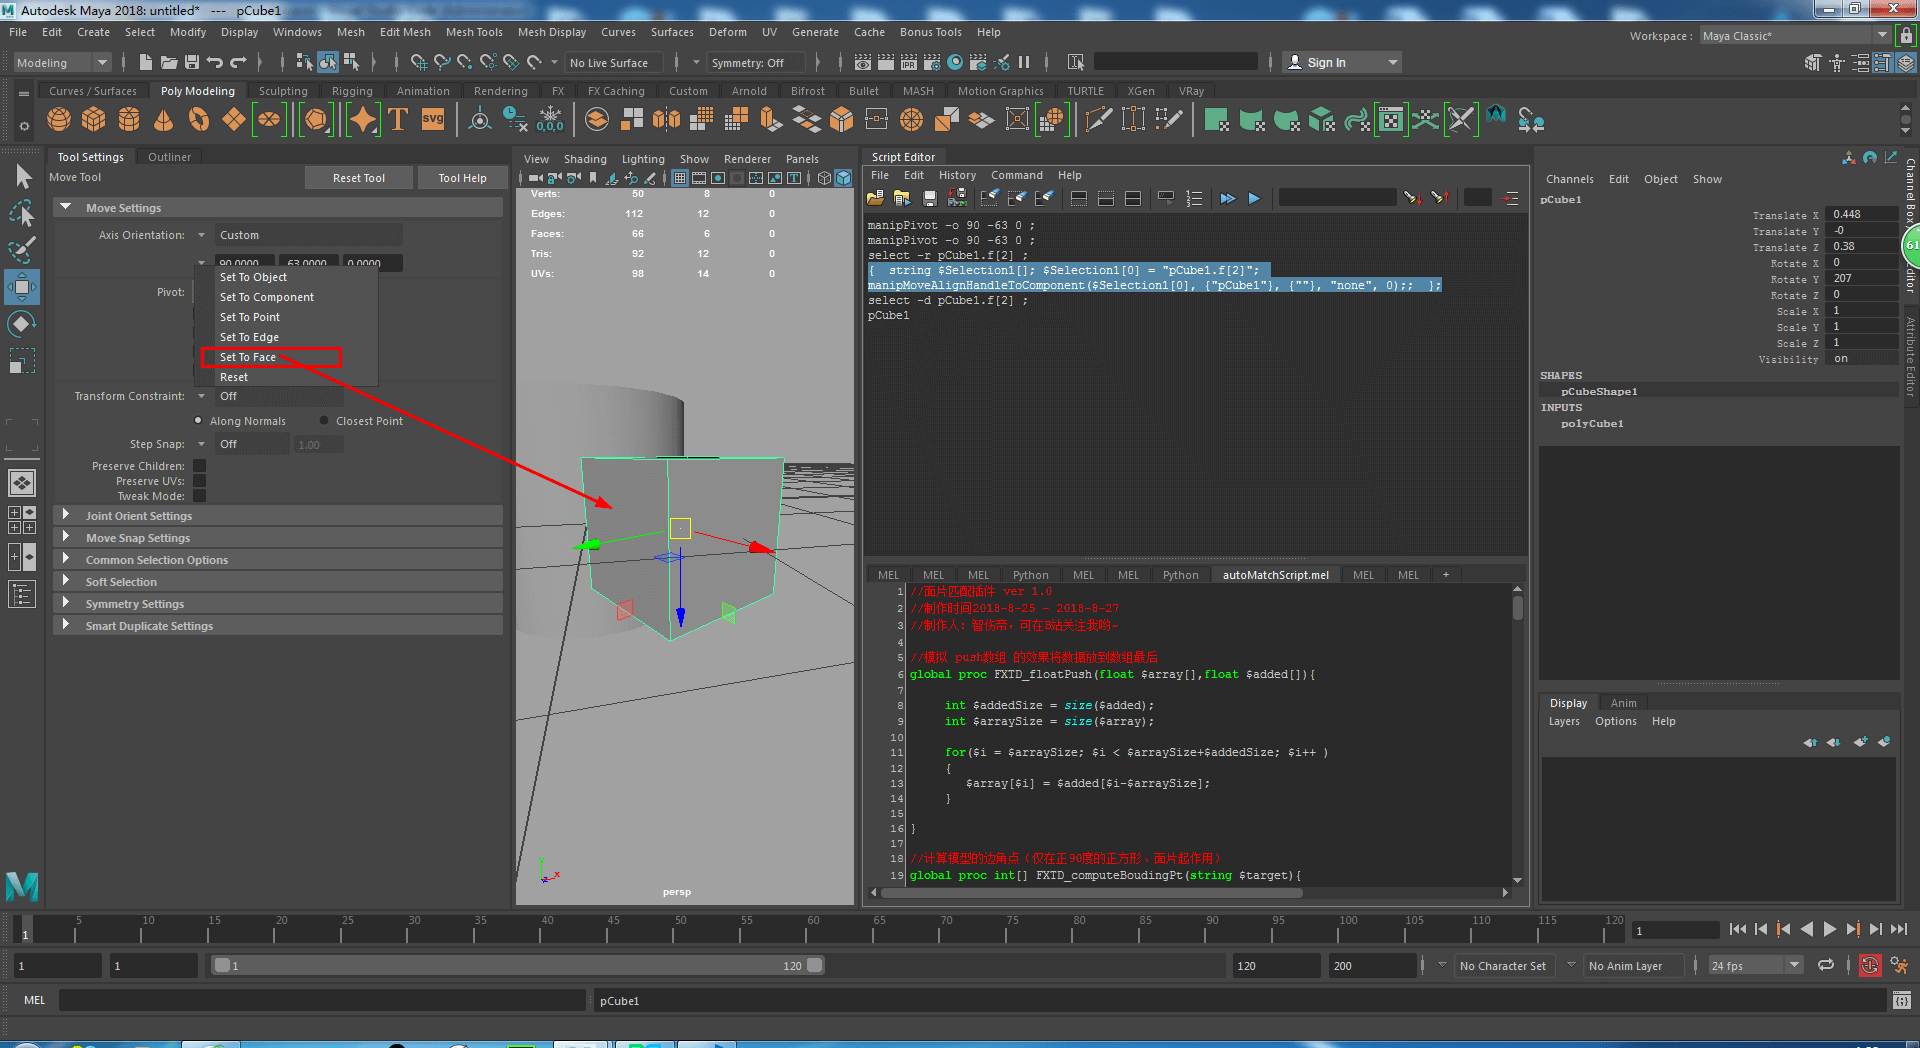 Autodesk Maya 2018: untitled*   ---   pCube1
File Edit Create Select Modify Display Windows Mesh Edit Mesh Mesh Tools Mesh Display Curves Surfaces Deform UV Generate Cache Bonus Tools Help
Workspace : Maya Classic*
Modeling No Live Surface Symmetry: Off Sign In
Curves / Surfaces Poly Modeling Sculpting Rigging Animation Rendering FX FX Caching Custom Arnold Bifrost Bullet MASH Motion Graphics TURTLE XGen VRay
Tool Settings Outliner
Move Tool Reset Tool Tool Help
Move Settings
Axis Orientation: Custom
90.0000 -63.0000 0.0000
Set To Object
Set To Component
Pivot:
Set To Point
Set To Edge
Set To Face
Reset
Transform Constraint: Off
Along Normals Closest Point
Step Snap: Off 1.00
Preserve Children:
Preserve UVs:
Tweak Mode:
Joint Orient Settings
Move Snap Settings
Common Selection Options
Soft Selection
Symmetry Settings
Smart Duplicate Settings
View Shading Lighting Show Renderer Panels
Verts: 50 8 0
Edges: 112 12 0
Faces: 66 6 0
Tris: 92 12 0
UVs: 98 14 0
persp
Script Editor
File Edit History Command Help
manipPivot -o 90 -63 0 ;
manipPivot -o 90 -63 0 ;
select -r pCube1.f[2] ;
{  string $Selection1[]; $Selection1[0] = "pCube1.f[2]";
manipMoveAlignHandleToComponent($Selection1[0], {"pCube1"}, {""}, "none", 0);;  };
select -d pCube1.f[2] ;
pCube1
MEL MEL MEL Python MEL MEL Python autoMatchScript.mel MEL MEL +
1 //面片匹配插件 ver 1.0
2 //制作时间2018-8-25 - 2018-8-27
3 //制作人: 智伤帝，可在B站关注我哟~
4
5 //模拟 push数组 的效果将数据放到数组最后
6 global proc FXTD_floatPush(float $array[],float $added[]){
7
8 int $addedSize = size($added);
9 int $arraySize = size($array);
10
11 for($i = $arraySize; $i < $arraySize+$addedSize; $i++ )
12 {
13 $array[$i] = $added[$i-$arraySize];
14 }
15
16 }
17
18 //计算模型的边角点（仅在正90度的正方形、面片起作用）
19 global proc int[] FXTD_computeBoudingPt(string $target){
Channels Edit Object Show
pCube1
Translate X 0.448
Translate Y -0
Translate Z 0.38
Rotate X 0
Rotate Y 207
Rotate Z 0
Scale X 1
Scale Y 1
Scale Z 1
Visibility on
SHAPES
pCubeShape1
INPUTS
polyCube1
Display Anim
Layers Options Help
Attribute Editor
61
5 10 15 20 25 30 35 40 45 50 55 60 65 70 75 80 85 90 95 100 105 110 115 120
1 1
1 1 1 120 120 200 No Character Set No Anim Layer 24 fps
MEL pCube1